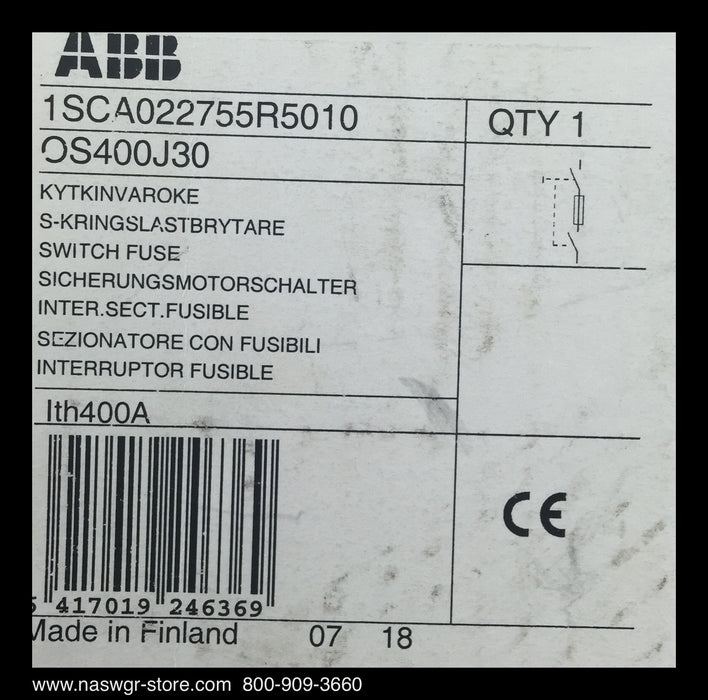 ABB
1SCA022755R5010
QTY 1
OS400J30
KYTKINVAROKE
S-KRINGSLASTBRYTARE
SWITCH FUSE
SICHERUNGSMOTORSCHALTER
INTER.SECT.FUSIBLE
SEZIONATORE CON FUSIBILI
INTERRUPTOR FUSIBLE
Ith400A
CE
6 417019 246369
Made in Finland 07 18
www.naswgr-store.com 800-909-3660